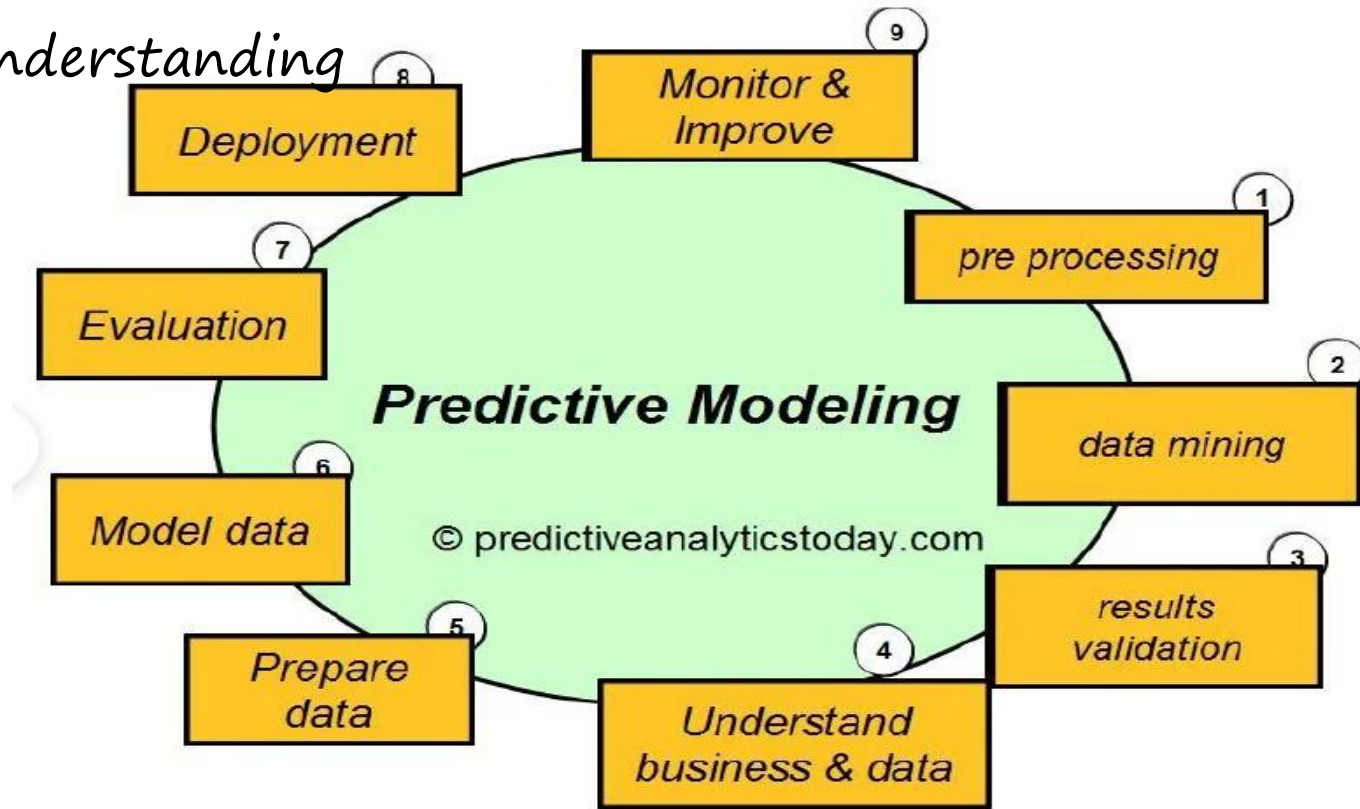 nderstanding
9
Monitor &
Improve
8
Deployment
1
pre processing
7
Evaluation
2
data mining
Predictive Modeling
6
Model data
© predictiveanalyticstoday.com
3
results
validation
5
Prepare
data
4
Understand
business & data